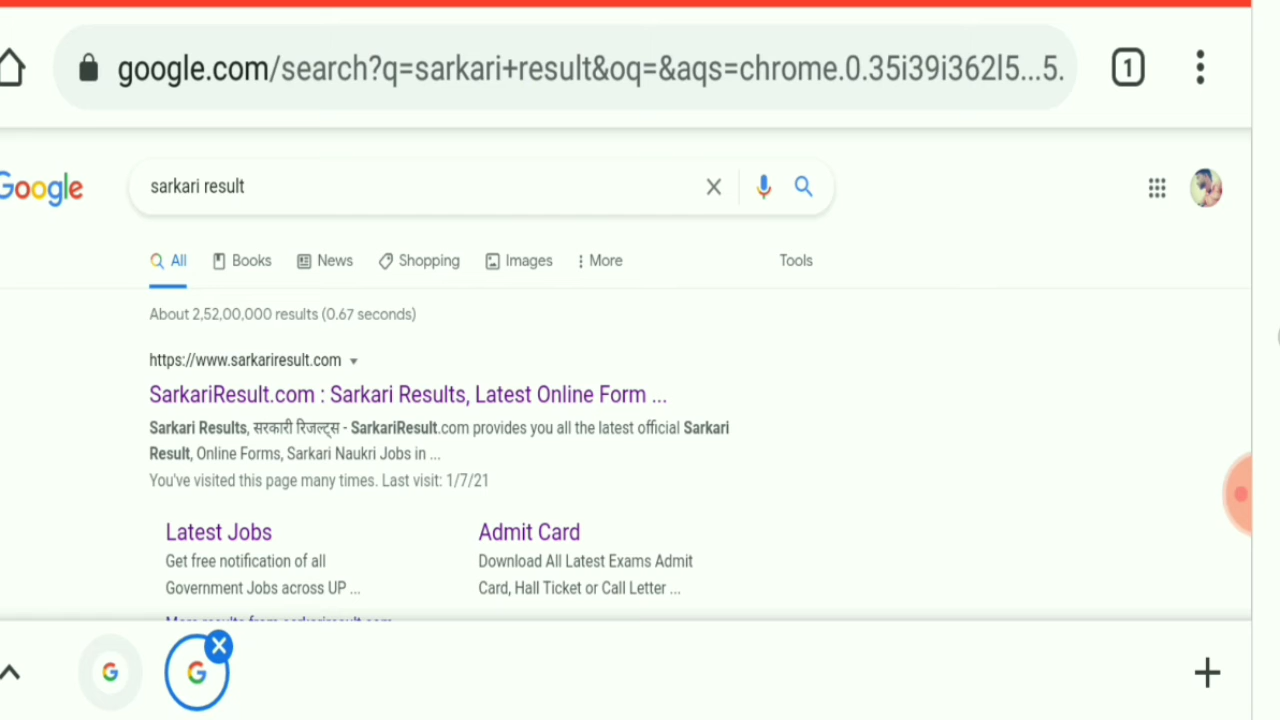 google.com/search?q=sarkari+result&oq=&aqs=chrome.0.35i39i362l5...5.
1
Google
sarkari result
All Books News Shopping Images More Tools
About 2,52,00,000 results (0.67 seconds)
https://www.sarkariresult.com
SarkariResult.com : Sarkari Results, Latest Online Form ...
Sarkari Results, सरकारी रिजल्ट्स - SarkariResult.com provides you all the latest official Sarkari
Result, Online Forms, Sarkari Naukri Jobs in ...
You've visited this page many times. Last visit: 1/7/21
Latest Jobs
Get free notification of all
Government Jobs across UP ...
Admit Card
Download All Latest Exams Admit
Card, Hall Ticket or Call Letter ...
More results from sarkariresult.com